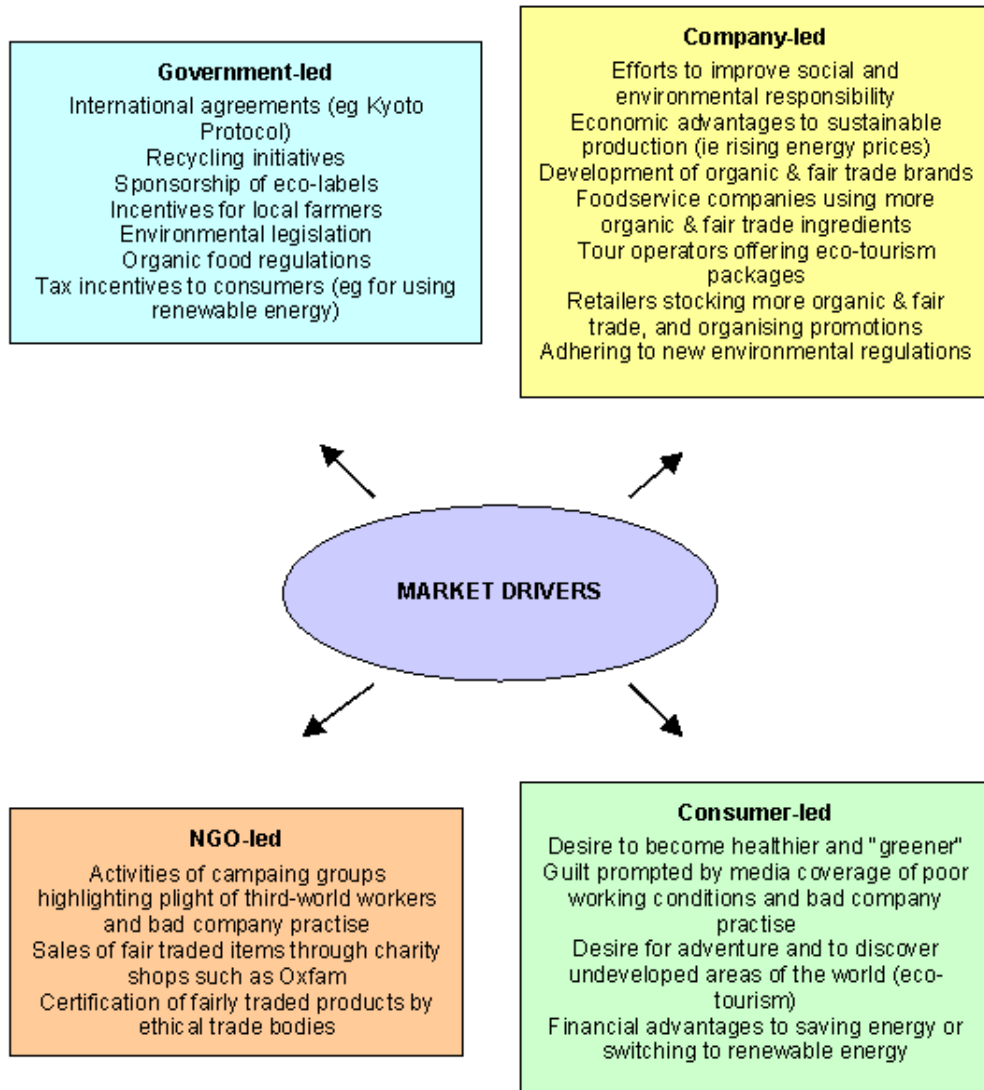 Government-led
International agreements (eg Kyoto
Protocol)
Recycling initiatives
Sponsorship of eco-labels
Incentives for local farmers
Environmental legislation
Organic food regulations
Tax incentives to consumers (eg for using
renewable energy)
Company-led
Efforts to improve social and
environmental responsibility
Economic advantages to sustainable
production (ie rising energy prices)
Development of organic & fair trade brands
Foodservice companies using more
organic & fair trade ingredients
Tour operators offering eco-tourism
packages
Retailers stocking more organic & fair
trade, and organising promotions
Adhering to new environmental regulations
MARKET DRIVERS
NGO-led
Activities of campaing groups
highlighting plight of third-world workers
and bad company practise
Sales of fair traded items through charity
shops such as Oxfam
Certification of fairly traded products by
ethical trade bodies
Consumer-led
Desire to become healthier and "greener"
Guilt prompted by media coverage of poor
working conditions and bad company
practise
Desire for adventure and to discover
undeveloped areas of the world (eco-
tourism)
Financial advantages to saving energy or
switching to renewable energy